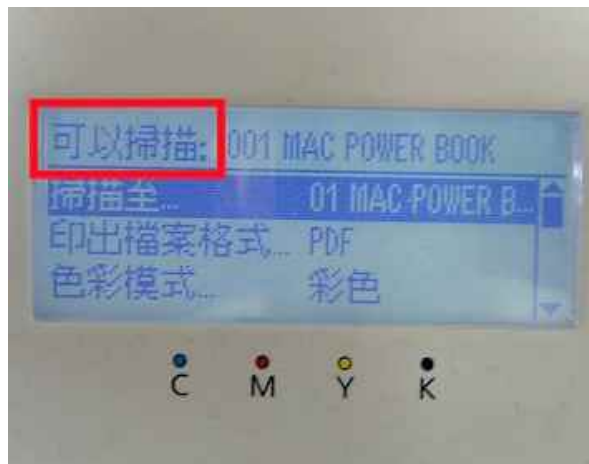 可以掃描: 001 MAC POWER BOOK
掃描至... 01 MAC POWER B...
印出檔案格式... PDF
色彩模式... 彩色
C M Y K